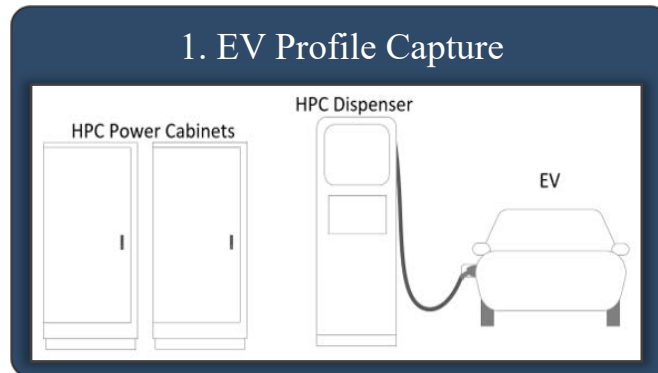 1. EV Profile Capture
HPC Dispenser
HPC Power Cabinets
EV